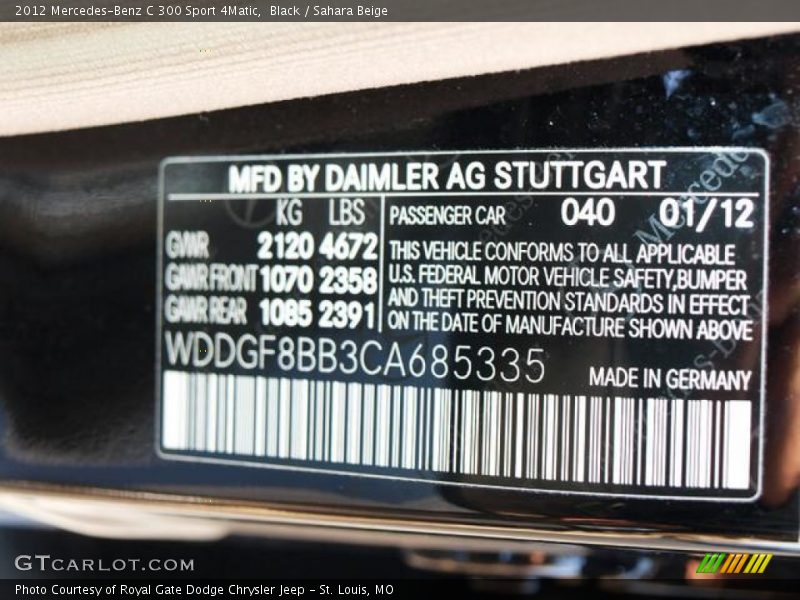 2012 Mercedes-Benz C 300 Sport 4Matic, Black / Sahara Beige
MFD BY DAIMLER AG STUTTGART
KG LBS
GVWR 2120 4672
GAWR FRONT 1070 2358
GAWR REAR 1085 2391
PASSENGER CAR 040 01/12
THIS VEHICLE CONFORMS TO ALL APPLICABLE
U.S. FEDERAL MOTOR VEHICLE SAFETY,BUMPER
AND THEFT PREVENTION STANDARDS IN EFFECT
ON THE DATE OF MANUFACTURE SHOWN ABOVE
WDDGF8BB3CA685335
MADE IN GERMANY
GTCARLOT.COM
Photo Courtesy of Royal Gate Dodge Chrysler Jeep - St. Louis, MO